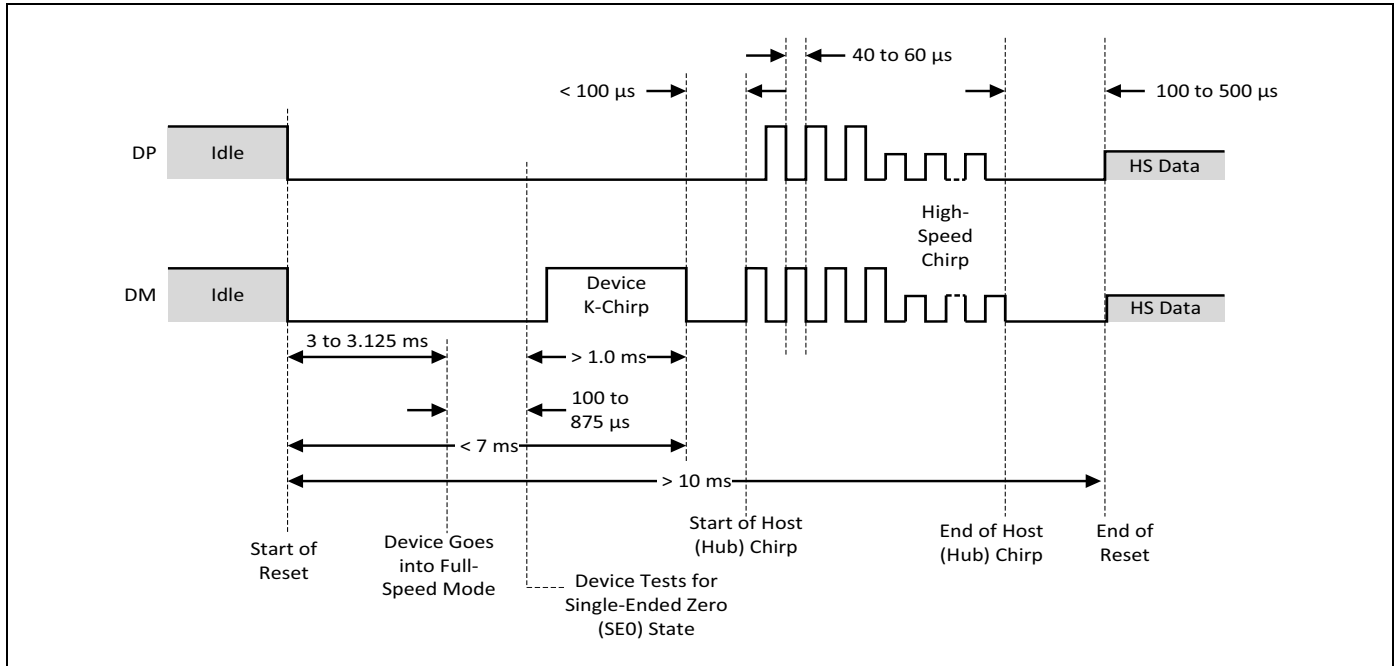 40 to 60 µs
< 100 µs
100 to 500 µs
DP
Idle
HS Data
High-
Speed
Chirp
DM
Idle
Device
K-Chirp
HS Data
3 to 3.125 ms
> 1.0 ms
100 to
875 µs
< 7 ms
> 10 ms
Start of
Reset
Device Goes
into Full-
Speed Mode
Device Tests for
Single-Ended Zero
(SE0) State
Start of Host
(Hub) Chirp
End of Host
(Hub) Chirp
End of
Reset